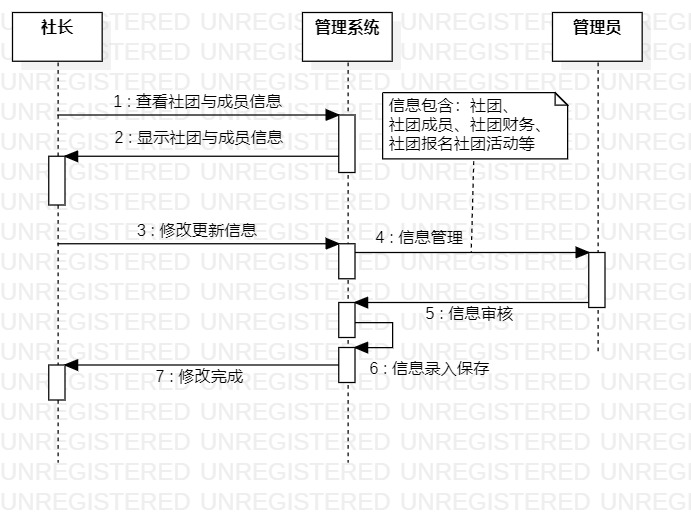 社长
管理系统
管理员
1 : 查看社团与成员信息
信息包含：社团、
社团成员、社团财务、
社团报名社团活动等
2 : 显示社团与成员信息
3 : 修改更新信息
4 : 信息管理
5 : 信息审核
6 : 信息录入保存
7 : 修改完成
UNREGISTERED UNREGISTERED UNREGISTERED UNREGISTERED